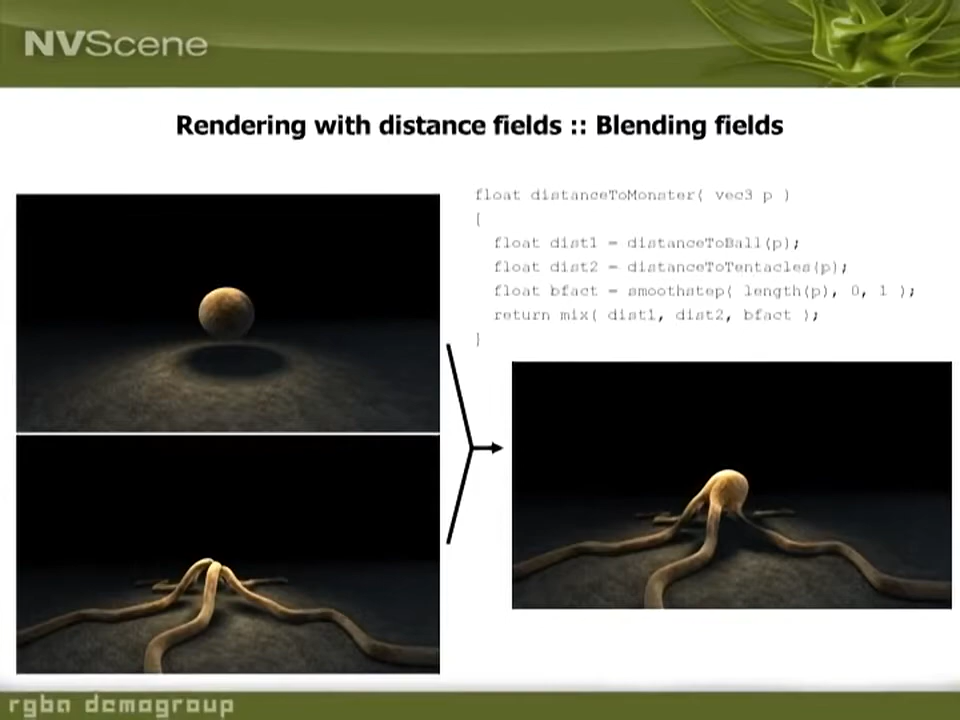 NVScene
Rendering with distance fields :: Blending fields
float distanceToMonster( vec3 p )
{
float dist1 = distanceToBall(p);
float dist2 = distanceToTentacles(p);
float bfact = smoothstep( length(p), 0, 1 );
return mix( dist1, dist2, bfact );
}
rgba demogroup